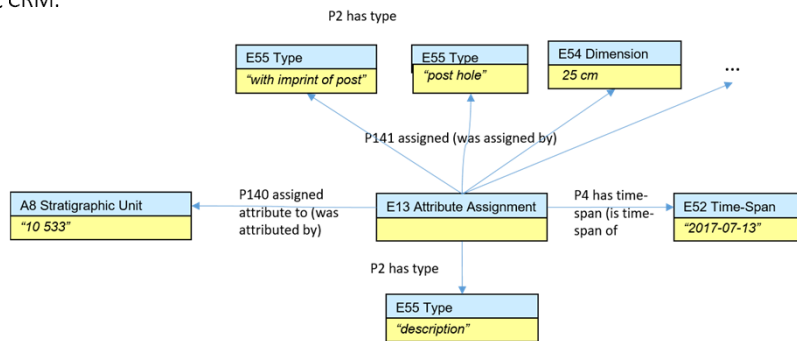 CRM.
P2 has type
E55 Type
"with imprint of post"
E55 Type
"post hole"
E54 Dimension
25 cm
...
P141 assigned (was assigned by)
A8 Stratigraphic Unit
"10 533"
P140 assigned
attribute to (was
attributed by)
E13 Attribute Assignment
P4 has time-
span (is time-
span of
E52 Time-Span
"2017-07-13"
P2 has type
E55 Type
"description"